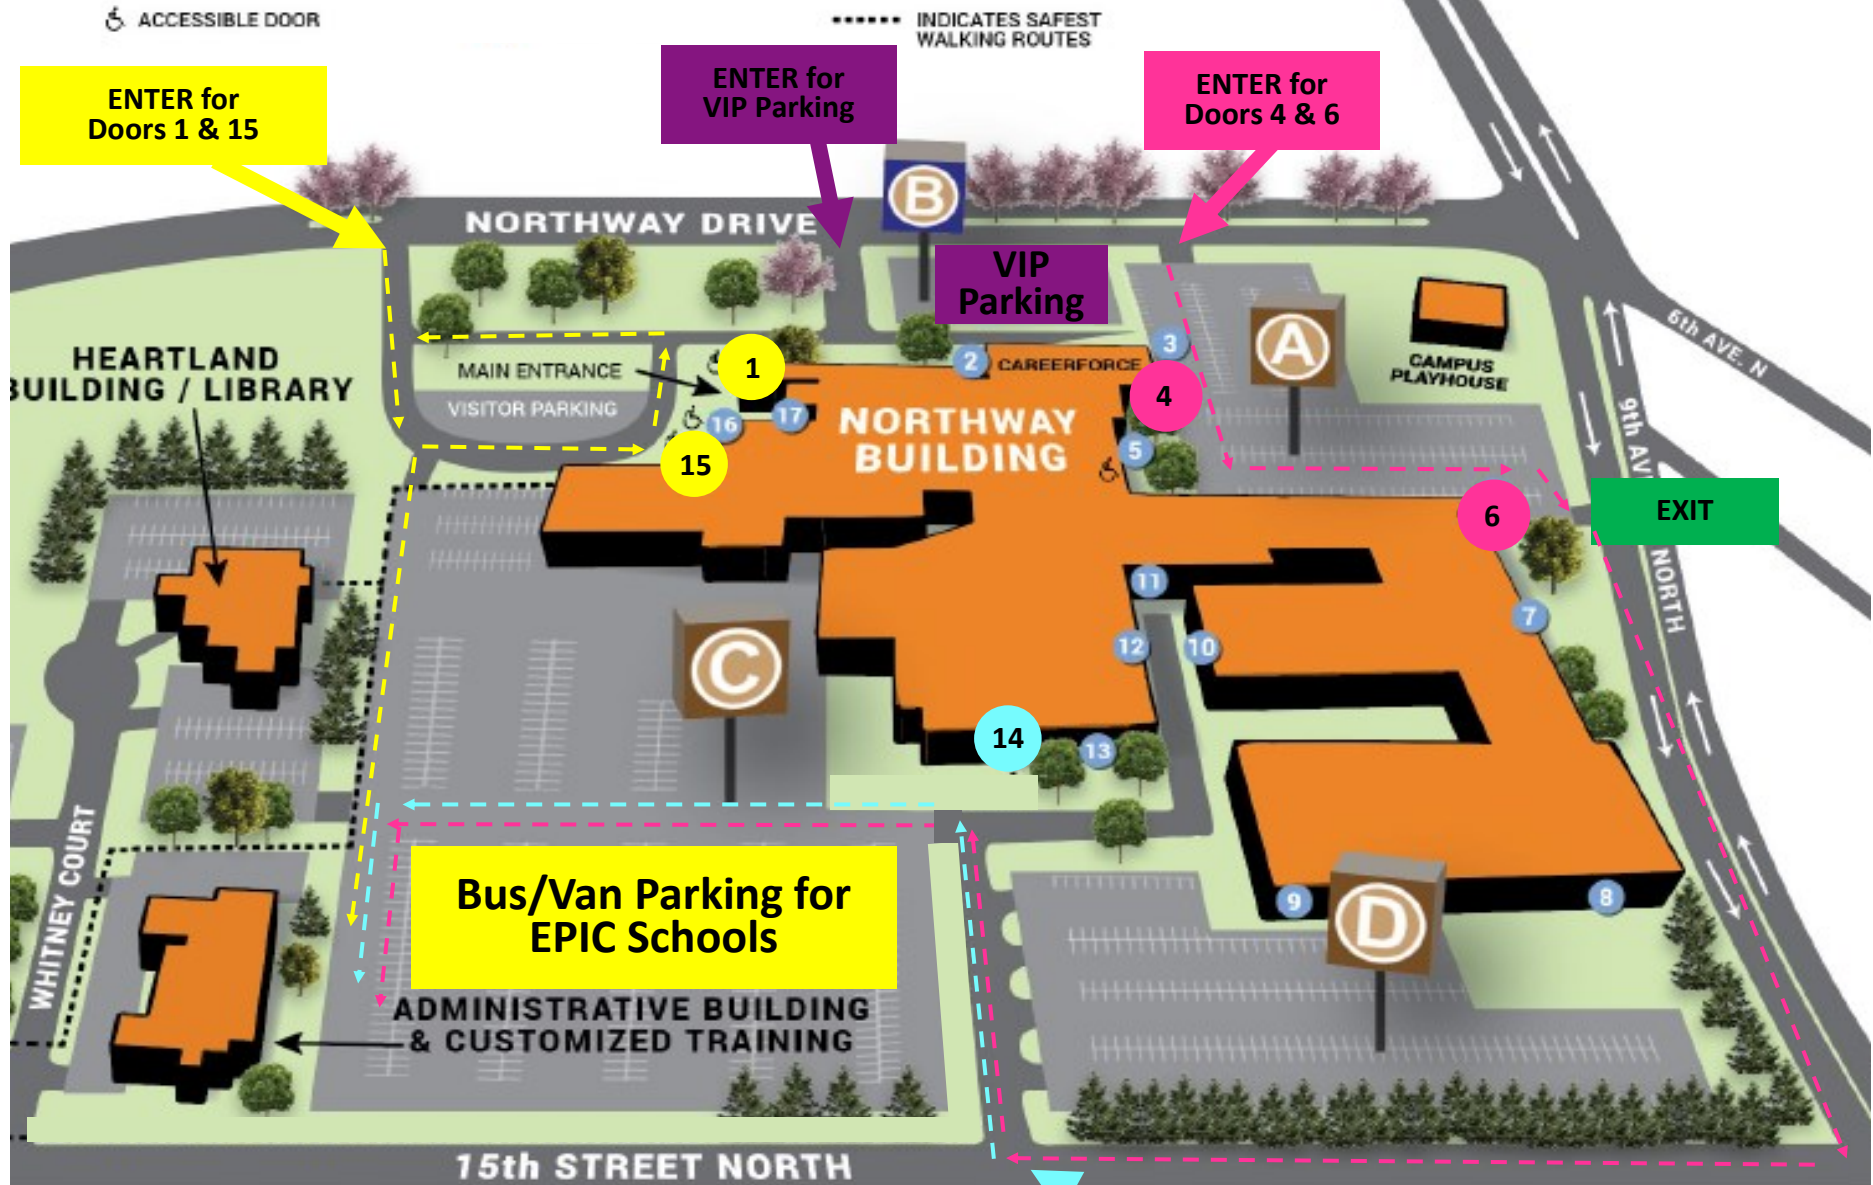 ACCESSIBLE DOOR
INDICATES SAFEST
WALKING ROUTES
ENTER for
Doors 1 & 15
ENTER for
VIP Parking
ENTER for
Doors 4 & 6
B
NORTHWAY DRIVE
VIP
Parking
A
6th AVE. N
HEARTLAND
BUILDING / LIBRARY
MAIN ENTRANCE
VISITOR PARKING
1
2
CAREERFORCE
3
CAMPUS
PLAYHOUSE
4
16
17
NORTHWAY
BUILDING
5
15
9th AV
NORTH
6
EXIT
11
7
12
10
C
14
13
WHITNEY COURT
Bus/Van Parking for
EPIC Schools
9
D
8
ADMINISTRATIVE BUILDING
& CUSTOMIZED TRAINING
15th STREET NORTH